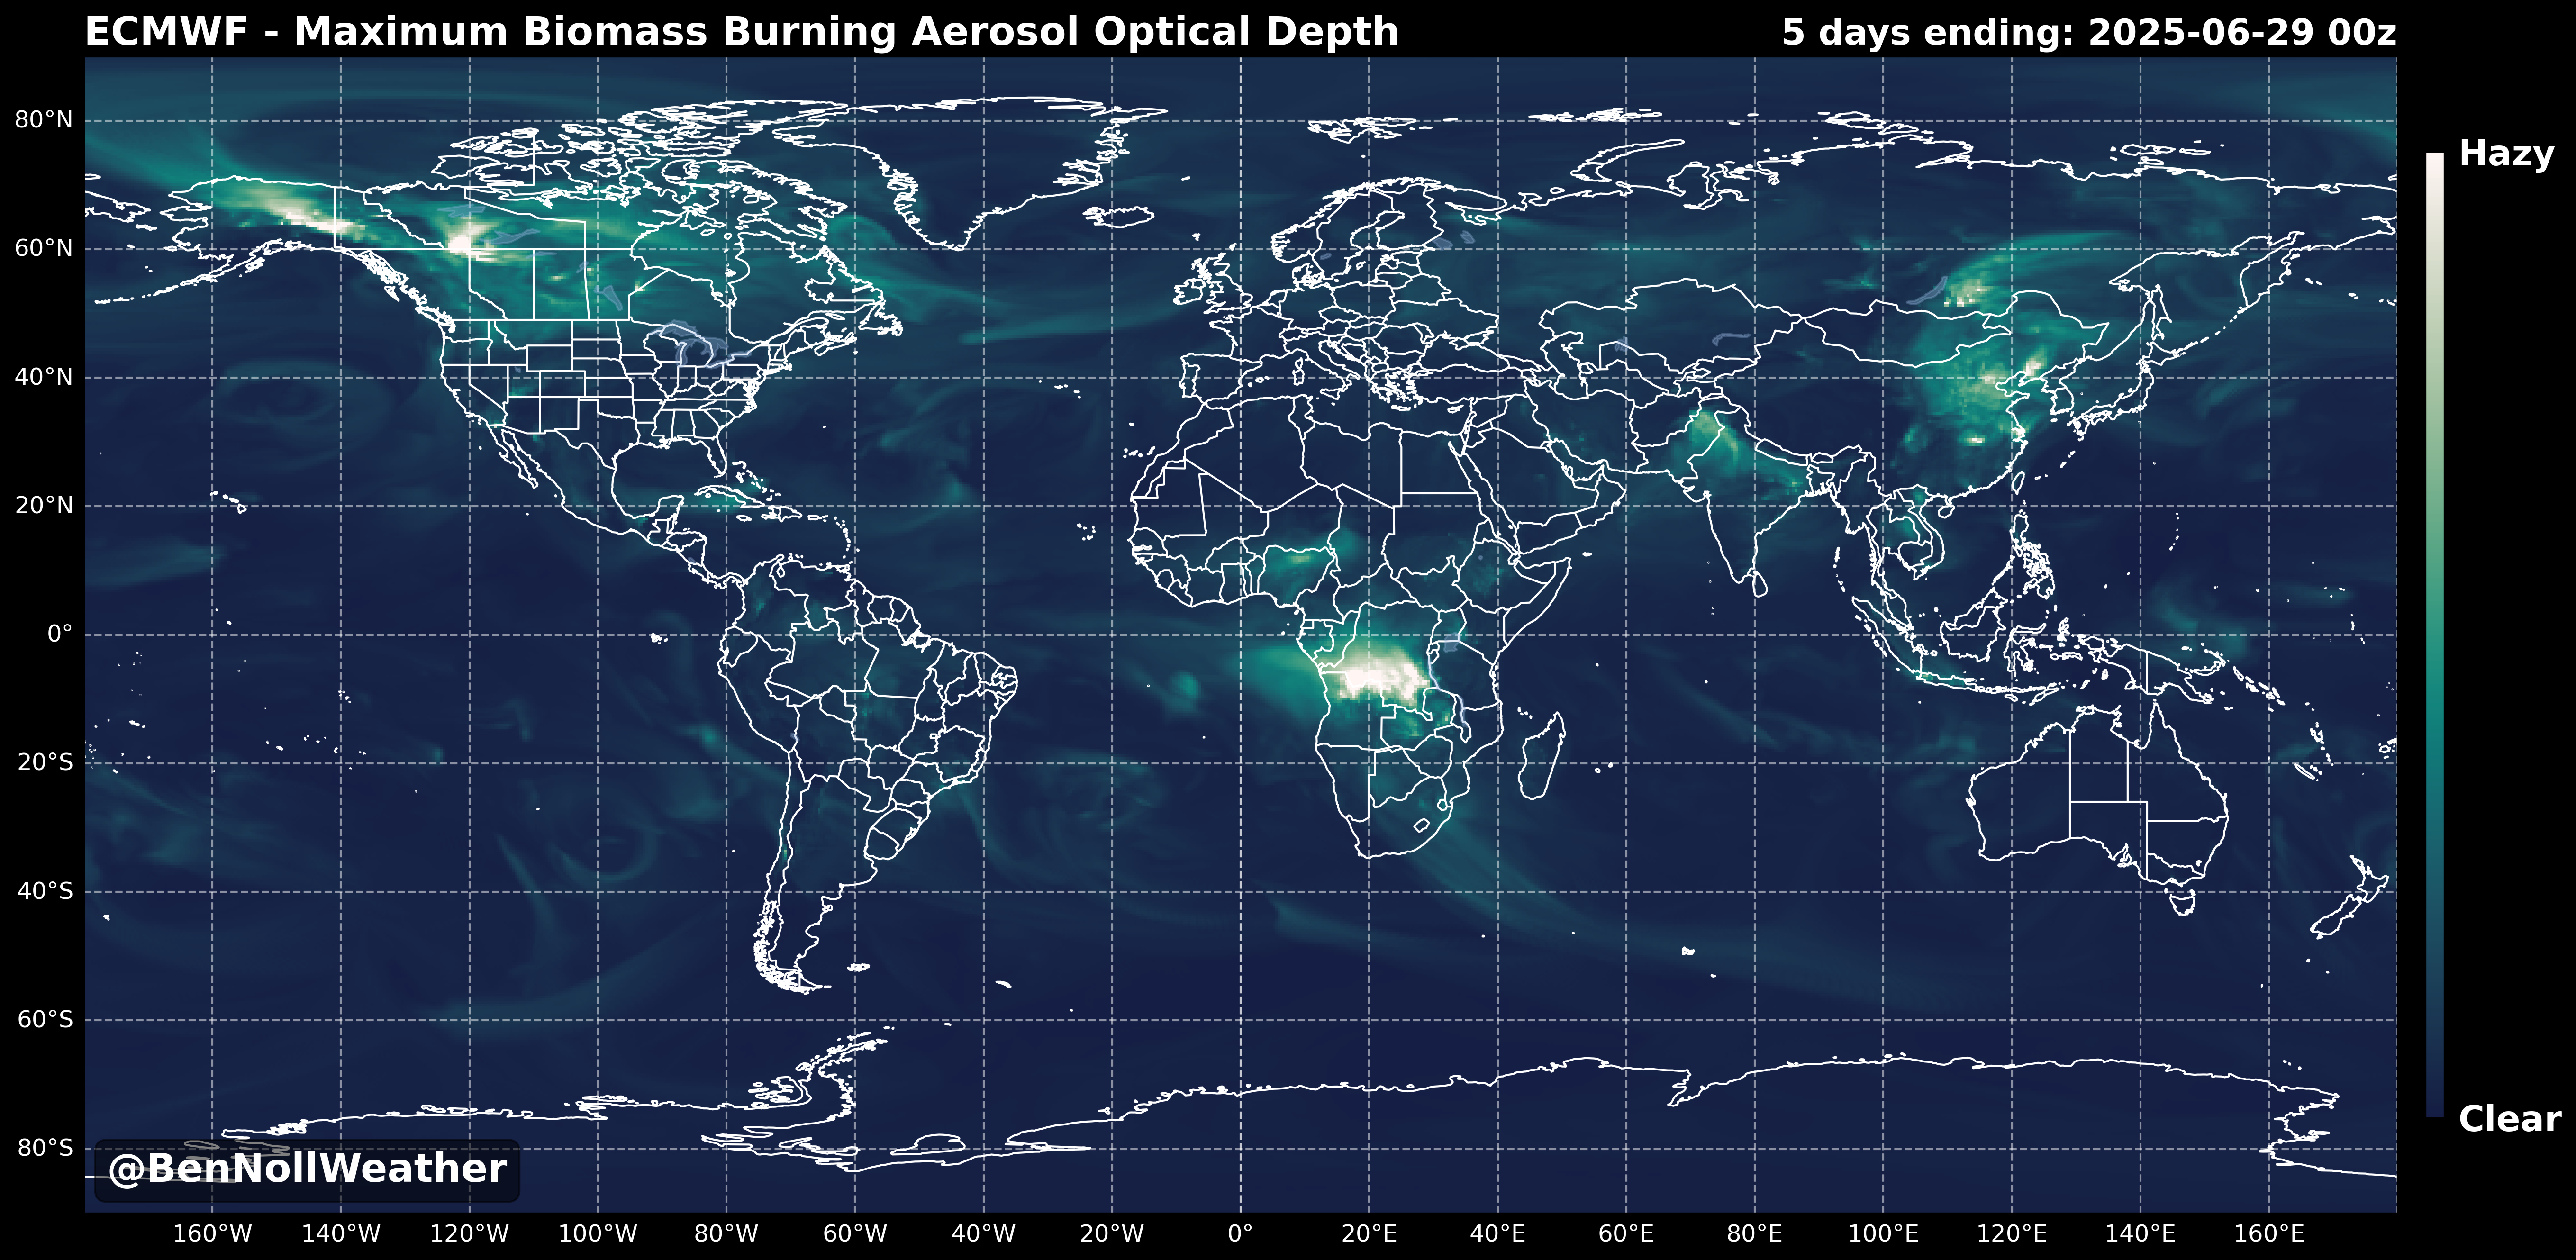 ECMWF - Maximum Biomass Burning Aerosol Optical Depth
5 days ending: 2025-06-29 00z
80°N
60°N
40°N
20°N
0°
20°S
40°S
60°S
80°S
160°W 140°W 120°W 100°W 80°W 60°W 40°W 20°W 0° 20°E 40°E 60°E 80°E 100°E 120°E 140°E 160°E
Hazy
Clear
@BenNollWeather